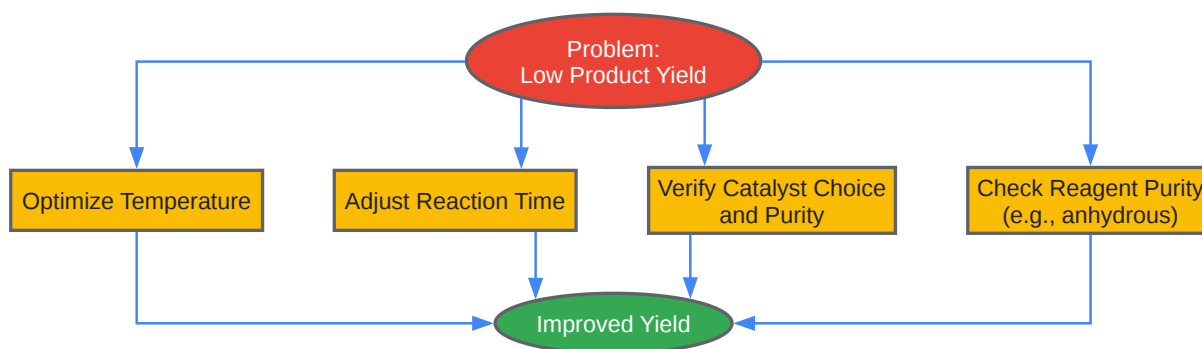 Problem:
Low Product Yield
Optimize Temperature
Adjust Reaction Time
Verify Catalyst Choice
and Purity
Check Reagent Purity
(e.g., anhydrous)
Improved Yield